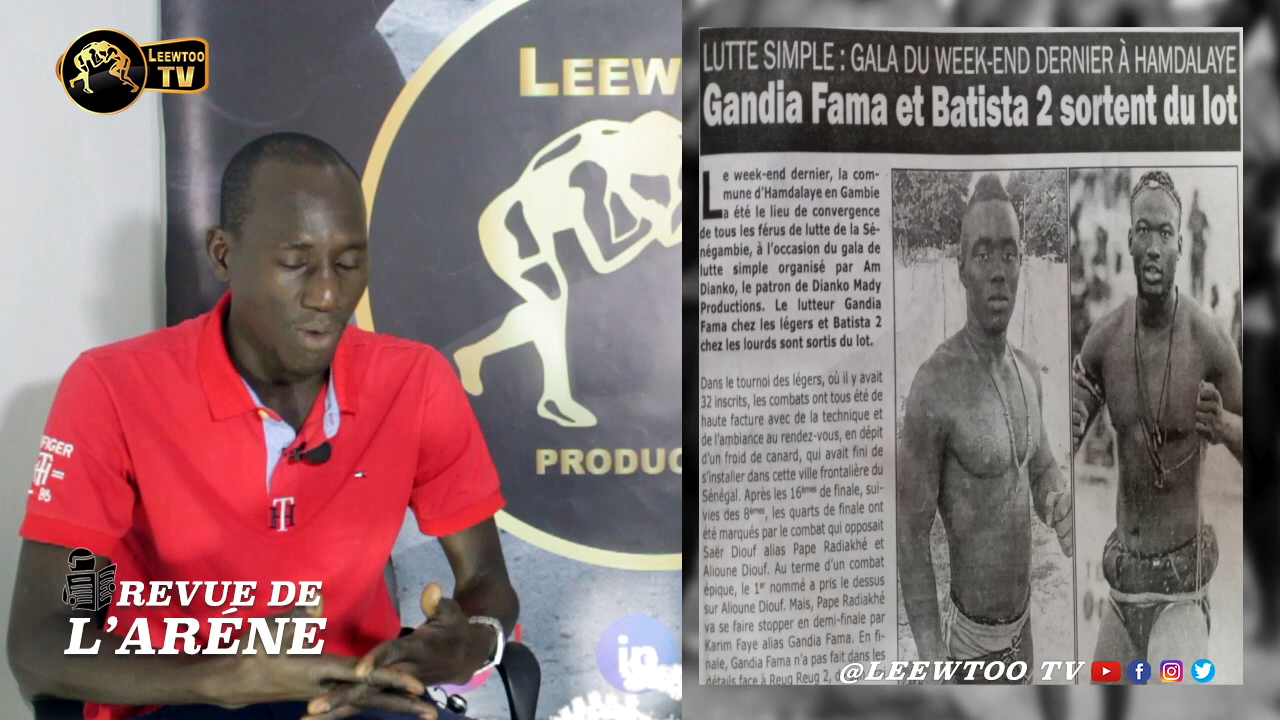 LEEWTOO
TV
LEEW
PRODUC
FIGER
TH
85
TH
REVUE DE
L'ARÉNE
in
LUTTE SIMPLE : GALA DU WEEK-END DERNIER À HAMDALAYE
Gandia Fama et Batista 2 sortent du lot
Le week-end dernier, la com-
mune d'Hamdalaye en Gambie
a été le lieu de convergence
de tous les férus de lutte de la Sé-
négambie, à l'occasion du gala de
lutte simple organisé par Am
Dianko, le patron de Dianko Mady
Productions. Le lutteur Gandia
Fama chez les légers et Batista 2
chez les lourds sont sortis du lot.
Dans le tournoi des légers, où il y avait
32 inscrits, les combats ont tous été de
haute facture avec de la technique et
de l'ambiance au rendez-vous, en dépit
d'un froid de canard, qui avait fini de
s'installer dans cette ville frontalière du
Sénégal. Après les 16èmes de finale, sui-
vies des 8èmes, les quarts de finale ont
été marqués par le combat qui opposait
Saër Diouf alias Pape Radiakhé et
Alioune Diouf. Au terme d'un combat
épique, le 1er nommé a pris le dessus
sur Alioune Diouf. Mais, Pape Radiakhé
va se faire stopper en demi-finale par
Karim Faye alias Gandia Fama. En fi-
nale, Gandia Fama n'a pas fait dans les
détails face à Reug Reug 2, d
@LEEWTOO TV